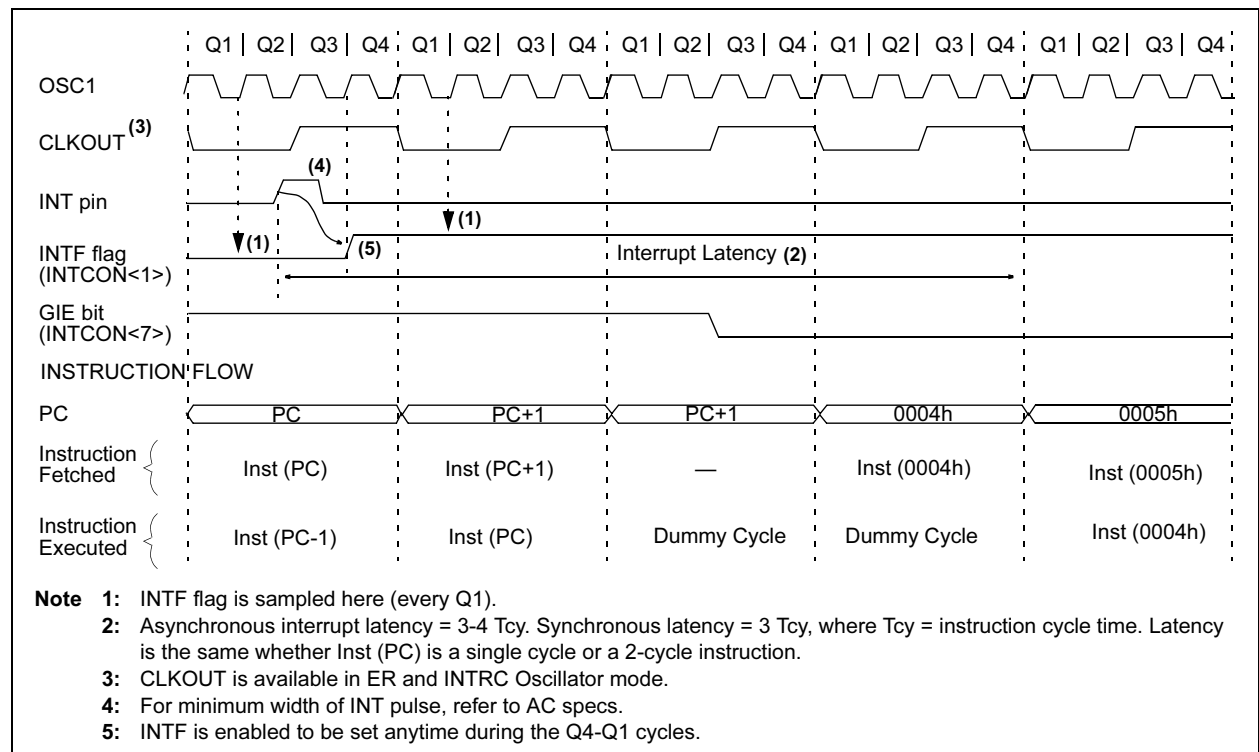 Q1 | Q2 | Q3 | Q4 Q1 | Q2 | Q3 | Q4 Q1 | Q2 | Q3 | Q4 Q1 | Q2 | Q3 | Q4 Q1 | Q2 | Q3 | Q4
OSC1
CLKOUT (3)
(4)
INT pin
(1)
(1)
(5)
INTF flag
(INTCON<1>)
Interrupt Latency (2)
GIE bit
(INTCON<7>)
INSTRUCTION FLOW
PC PC PC+1 PC+1 0004h 0005h
Instruction
Fetched
Inst (PC) Inst (PC+1) — Inst (0004h) Inst (0005h)
Instruction
Executed
Inst (PC-1) Inst (PC) Dummy Cycle Dummy Cycle Inst (0004h)
Note 1: INTF flag is sampled here (every Q1).
2: Asynchronous interrupt latency = 3-4 Tcy. Synchronous latency = 3 Tcy, where Tcy = instruction cycle time. Latency
is the same whether Inst (PC) is a single cycle or a 2-cycle instruction.
3: CLKOUT is available in ER and INTRC Oscillator mode.
4: For minimum width of INT pulse, refer to AC specs.
5: INTF is enabled to be set anytime during the Q4-Q1 cycles.